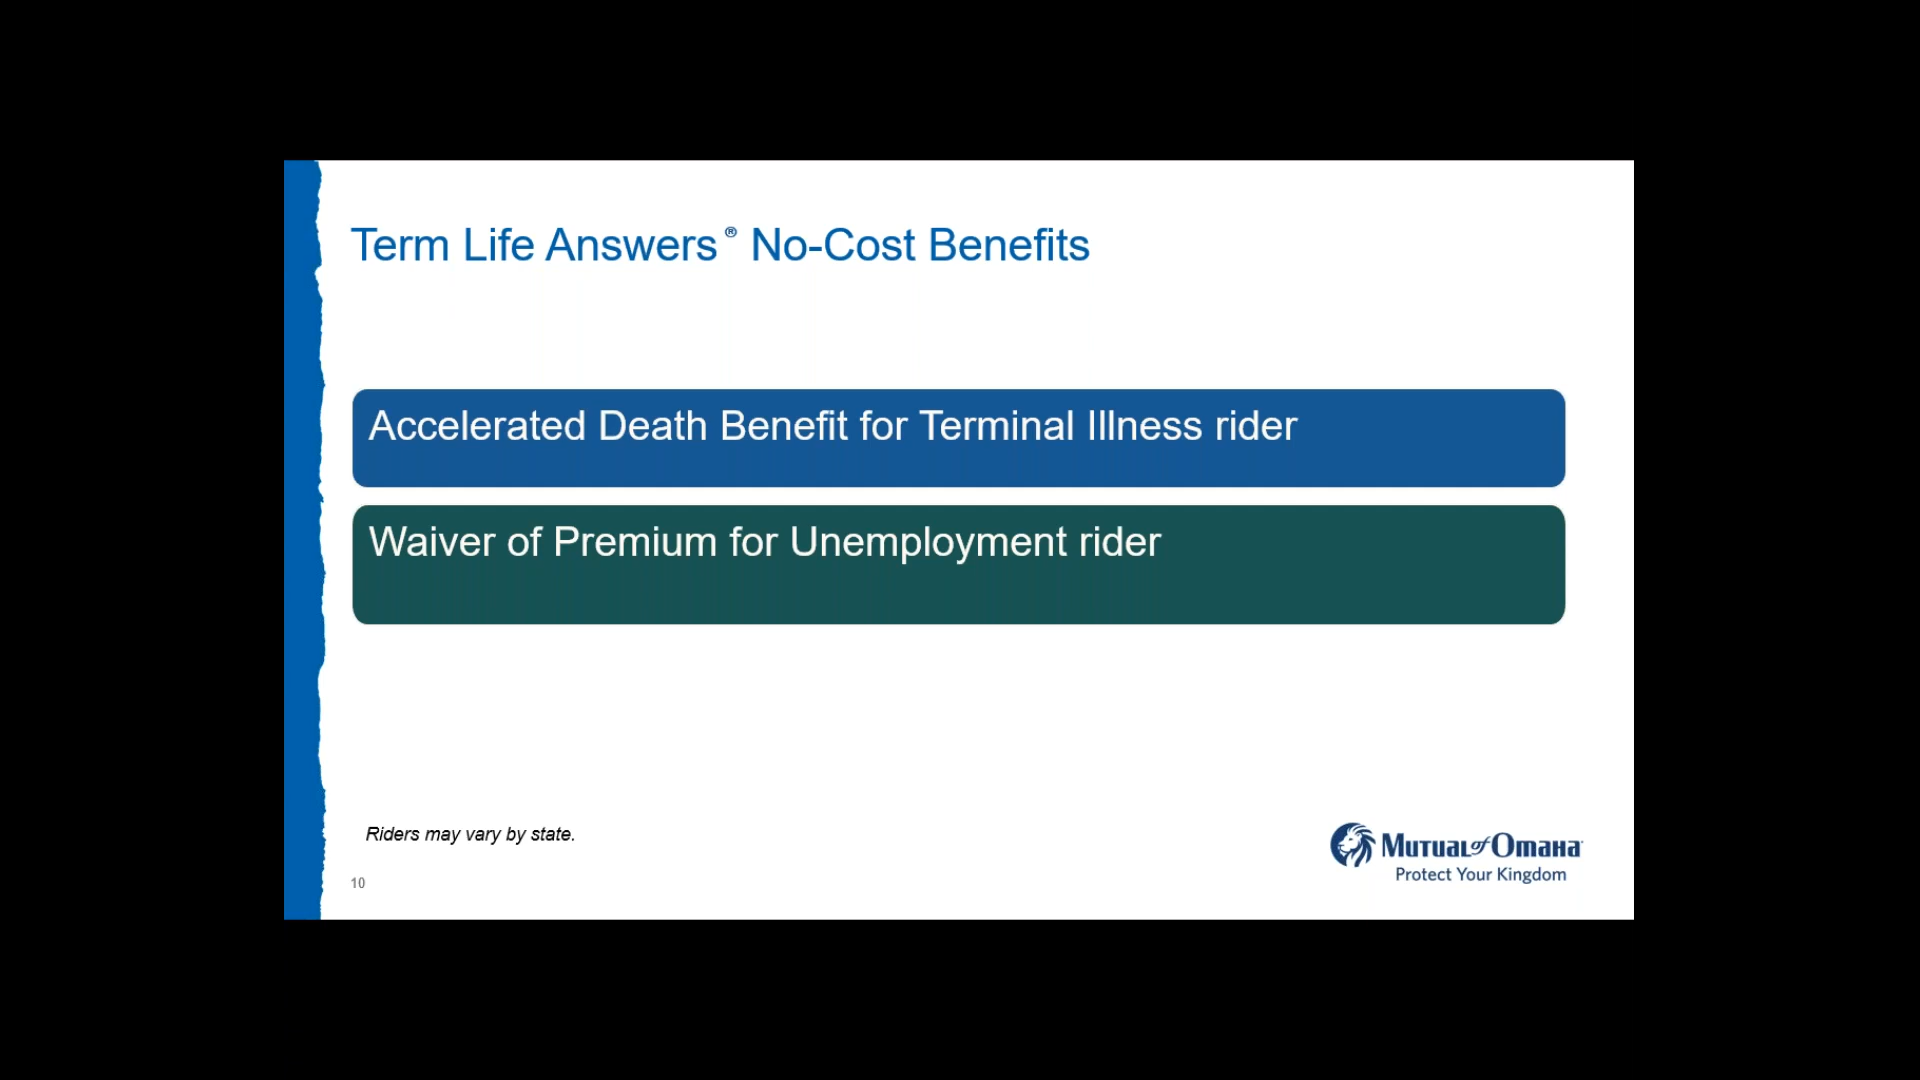 Term Life Answers® No-Cost Benefits
Accelerated Death Benefit for Terminal Illness rider
Waiver of Premium for Unemployment rider
Riders may vary by state.
Mutual of Omaha
Protect Your Kingdom
10